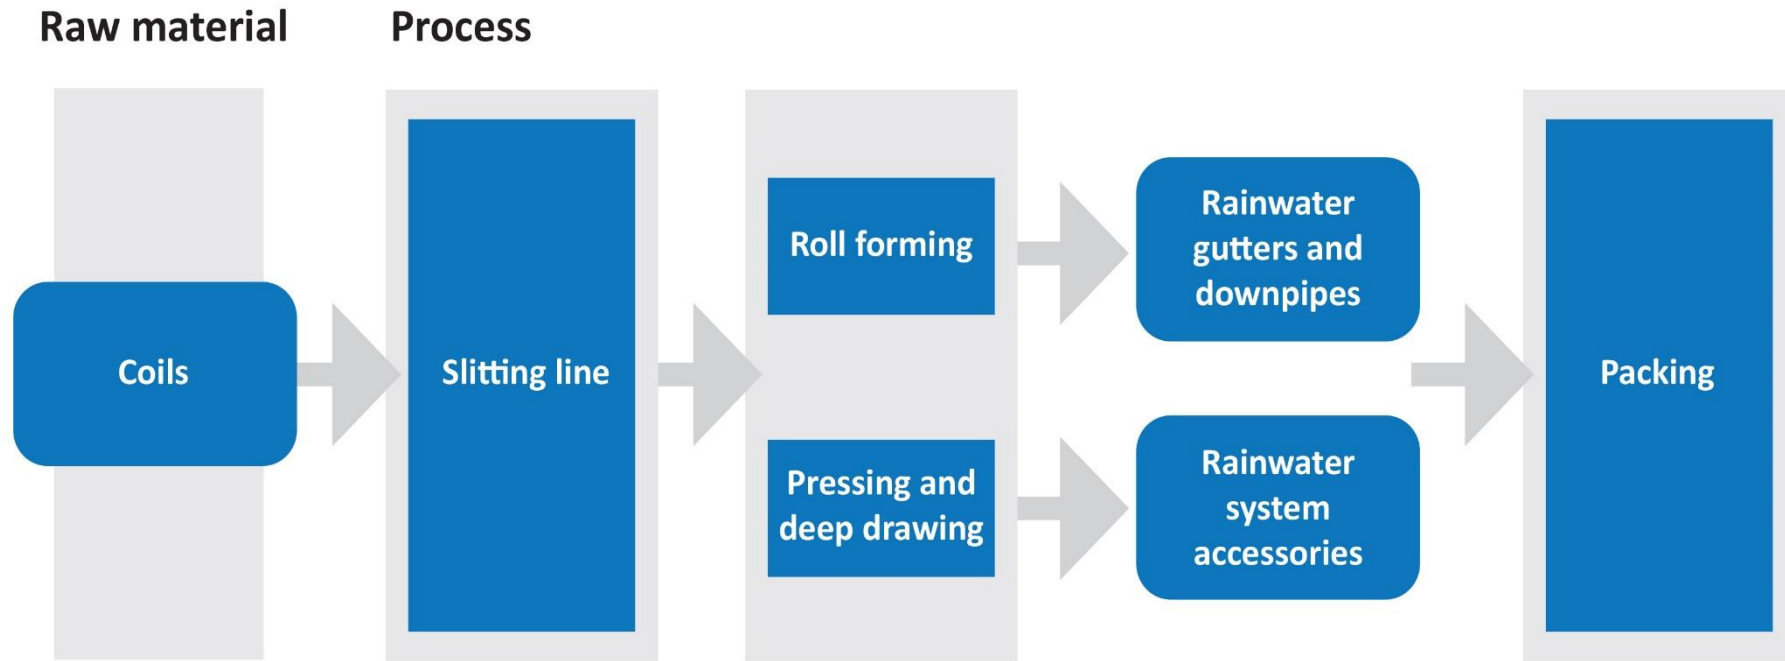 Raw material
Process
Coils
Slitting line
Roll forming
Pressing and
deep drawing
Rainwater
gutters and
downpipes
Rainwater
system
accessories
Packing